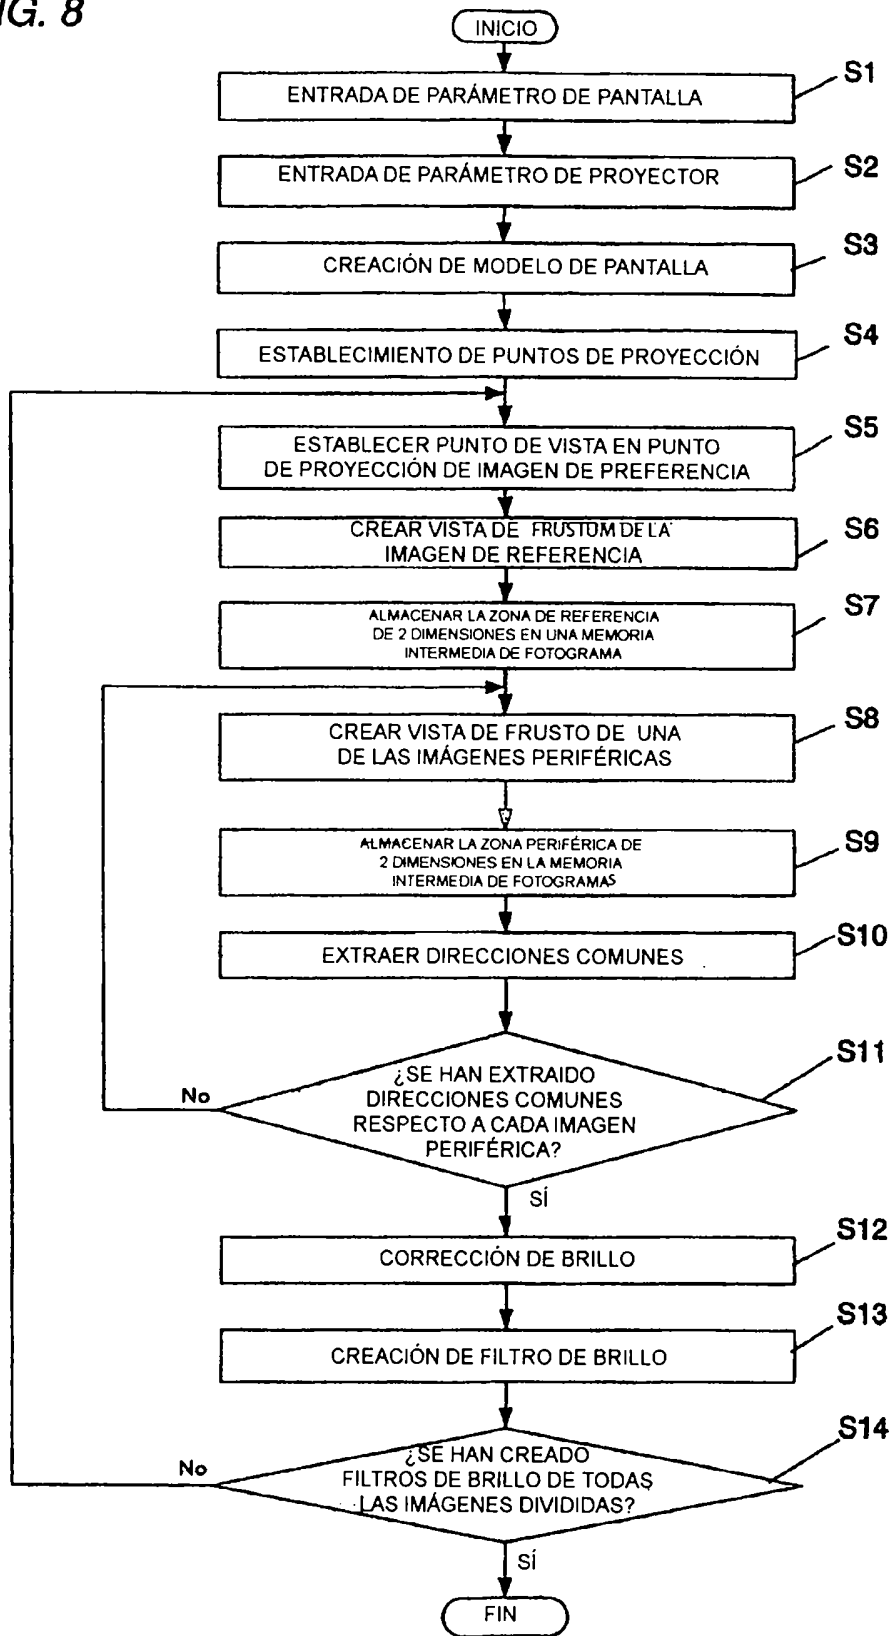 IG. 8
INICIO
S1
ENTRADA DE PARÁMETRO DE PANTALLA
S2
ENTRADA DE PARÁMETRO DE PROYECTOR
S3
CREACIÓN DE MODELO DE PANTALLA
S4
ESTABLECIMIENTO DE PUNTOS DE PROYECCIÓN
S5
ESTABLECER PUNTO DE VISTA EN PUNTO
DE PROYECCIÓN DE IMAGEN DE PREFERENCIA
S6
CREAR VISTA DE FRUSTUM DE LA
IMAGEN DE REFERENCIA
S7
ALMACENAR LA ZONA DE REFERENCIA
DE 2 DIMENSIONES EN UNA MEMORIA
INTERMEDIA DE FOTOGRAMA
S8
CREAR VISTA DE FRUSTO DE UNA
DE LAS IMÁGENES PERIFÉRICAS
S9
ALMACENAR LA ZONA PERIFÉRICA DE
2 DIMENSIONES EN LA MEMORIA
INTERMEDIA DE FOTOGRAMAS
S10
EXTRAER DIRECCIONES COMUNES
S11
¿SE HAN EXTRAIDO
DIRECCIONES COMUNES
RESPECTO A CADA IMAGEN
PERIFÉRICA?
No
SÍ
S12
CORRECCIÓN DE BRILLO
S13
CREACIÓN DE FILTRO DE BRILLO
S14
¿SE HAN CREADO
FILTROS DE BRILLO DE TODAS
LAS IMÁGENES DIVIDIDAS?
No
SÍ
FIN